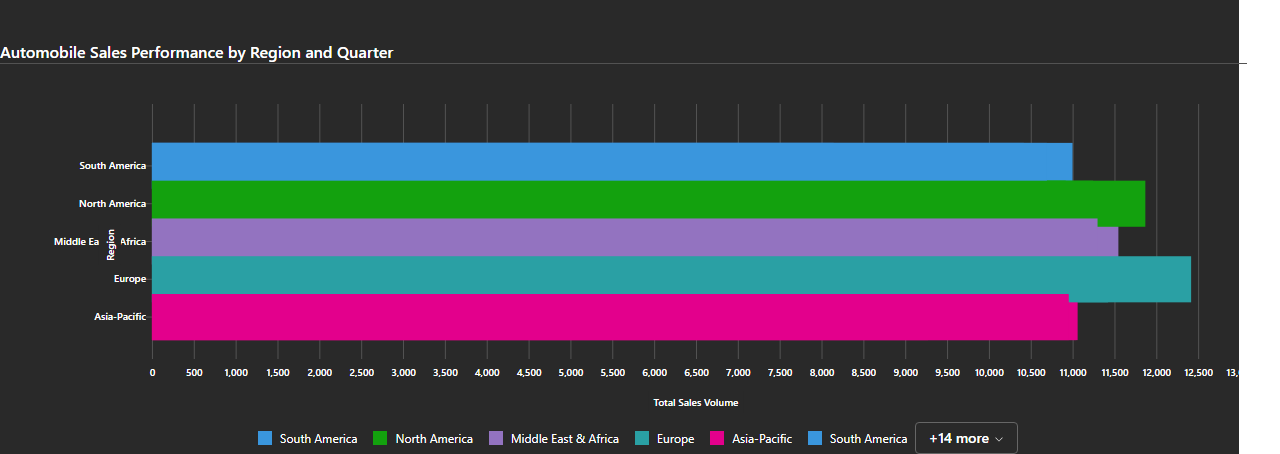 Automobile Sales Performance by Region and Quarter
South America
North America
Middle Ea
Africa
Region
Europe
Asia-Pacific
0 500 1,000 1,500 2,000 2,500 3,000 3,500 4,000 4,500 5,000 5,500 6,000 6,500 7,000 7,500 8,000 8,500 9,000 9,500 10,000 10,500 11,000 11,500 12,000 12,500 13,0
Total Sales Volume
South America North America Middle East & Africa Europe Asia-Pacific South America +14 more